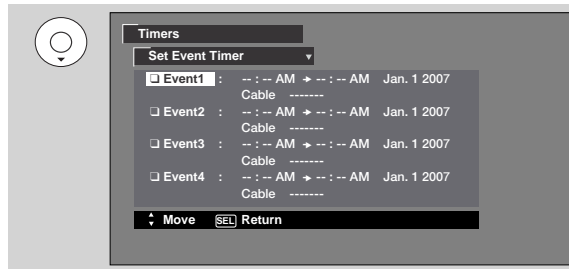 Timers
Set Event Timer ▼
❏ Event1 : -- : -- AM ➔ -- : -- AM Jan. 1 2007
Cable -------
❏ Event2 : -- : -- AM ➔ -- : -- AM Jan. 1 2007
Cable -------
❏ Event3 : -- : -- AM ➔ -- : -- AM Jan. 1 2007
Cable -------
❏ Event4 : -- : -- AM ➔ -- : -- AM Jan. 1 2007
Cable -------
Move SEL Return